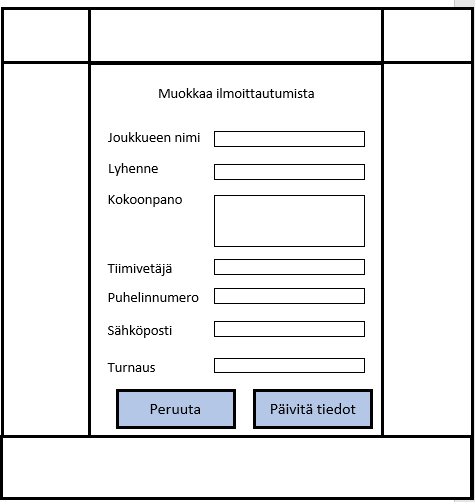 Muokkaa ilmoittautumista
Joukkueen nimi
Lyhenne
Kokoonpano
Tiimivetäjä
Puhelinnumero
Sähköposti
Turnaus
Peruuta
Päivitä tiedot